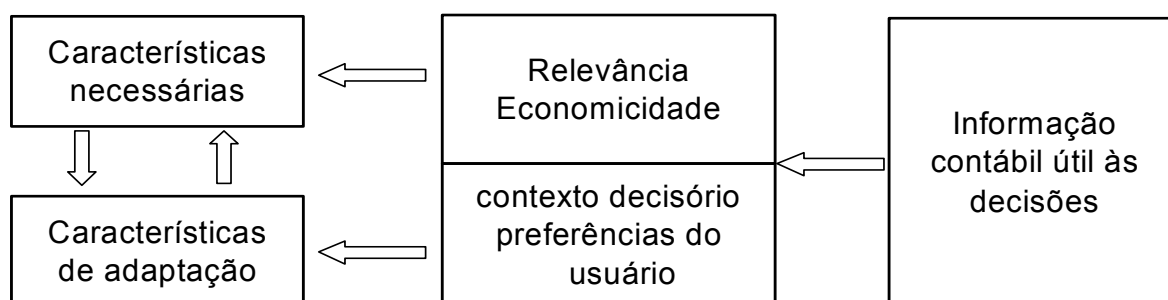 Características
necessárias
Relevância
Economicidade
Informação
contábil útil às
decisões
Características
de adaptação
contexto decisório
preferências do
usuário